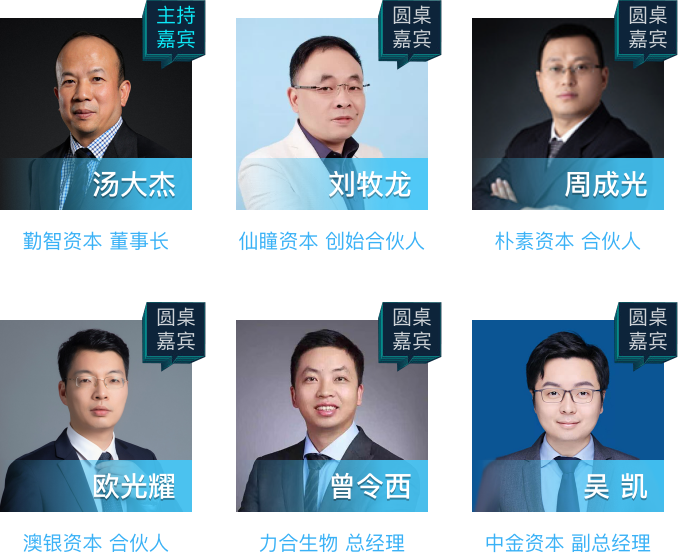 主持
嘉宾
汤大杰
勤智资本 董事长
圆桌
嘉宾
刘牧龙
仙瞳资本 创始合伙人
圆桌
嘉宾
周成光
朴素资本 合伙人
圆桌
嘉宾
欧光耀
澳银资本 合伙人
圆桌
嘉宾
曾令西
力合生物 总经理
圆桌
嘉宾
吴 凯
中金资本 副总经理